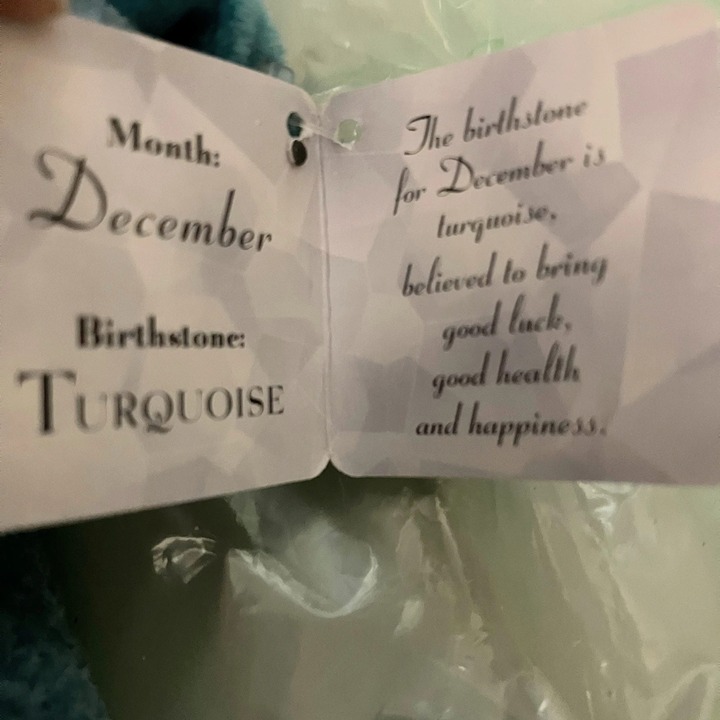 Month:
December
Birthstone:
TURQUOISE
The birthstone
for December is
turquoise,
believed to bring
good luck,
good health
and happiness.